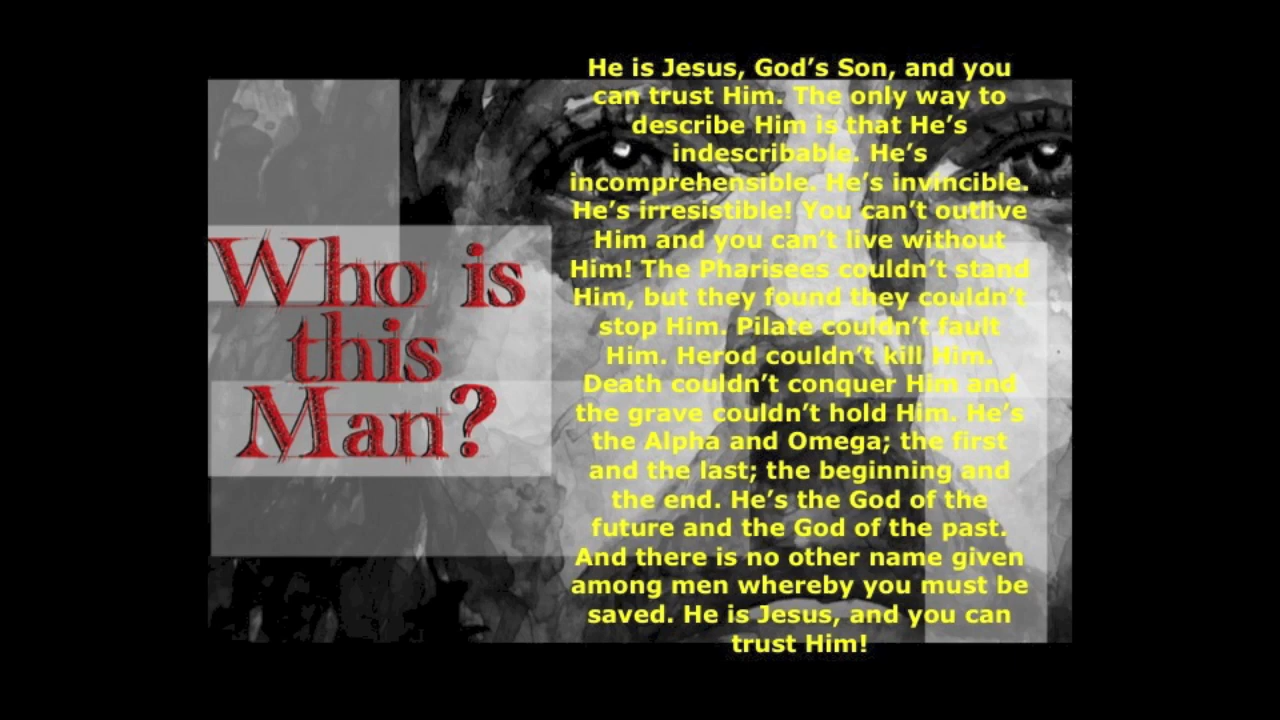 Who is
this
Man?
He is Jesus, God’s Son, and you
can trust Him. The only way to
describe Him is that He’s
indescribable. He’s
incomprehensible. He’s invincible.
He’s irresistible! You can’t outlive
Him and you can’t live without
Him! The Pharisees couldn’t stand
Him, but they found they couldn’t
stop Him. Pilate couldn’t fault
Him. Herod couldn’t kill Him.
Death couldn’t conquer Him and
the grave couldn’t hold Him. He’s
the Alpha and Omega; the first
and the last; the beginning and
the end. He’s the God of the
future and the God of the past.
And there is no other name given
among men whereby you must be
saved. He is Jesus, and you can
trust Him!